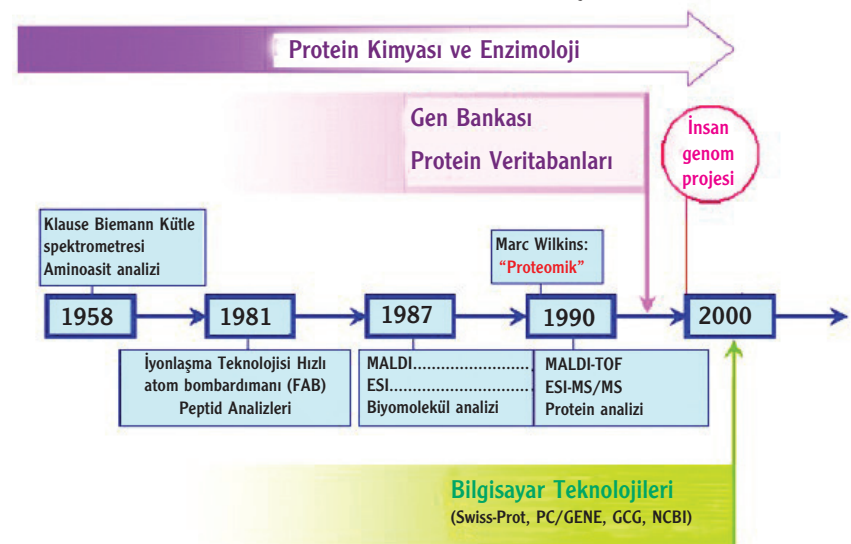 Protein Kimyası ve Enzimoloji
Gen Bankası
Protein Veritabanları
İnsan
genom
projesi
Klause Biemann Kütle
spektrometresi
Aminoasit analizi
Marc Wilkins:
“Proteomik”
1958
1981
1987
1990
2000
İyonlaşma Teknolojisi Hızlı
atom bombardımanı (FAB)
Peptid Analizleri
MALDI..............................
ESI..................................
Biyomolekül analizi
MALDI-TOF
ESI-MS/MS
Protein analizi
Bilgisayar Teknolojileri
(Swiss-Prot, PC/GENE, GCG, NCBI)